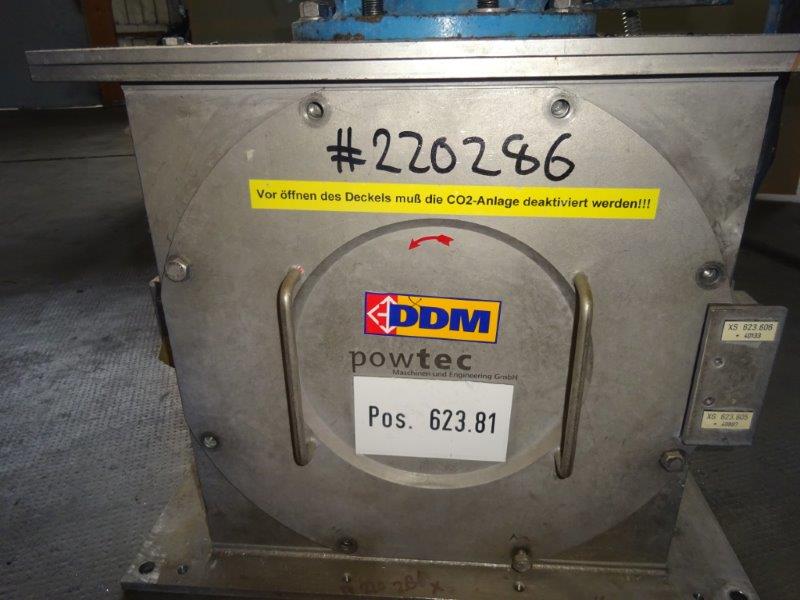 #220286
Vor öffnen des Deckels muß die CO2-Anlage deaktiviert werden!!!
DDM
powtec
Maschinen und Engineering GmbH
Pos. 623.81
XS 623.606
XS 623.605